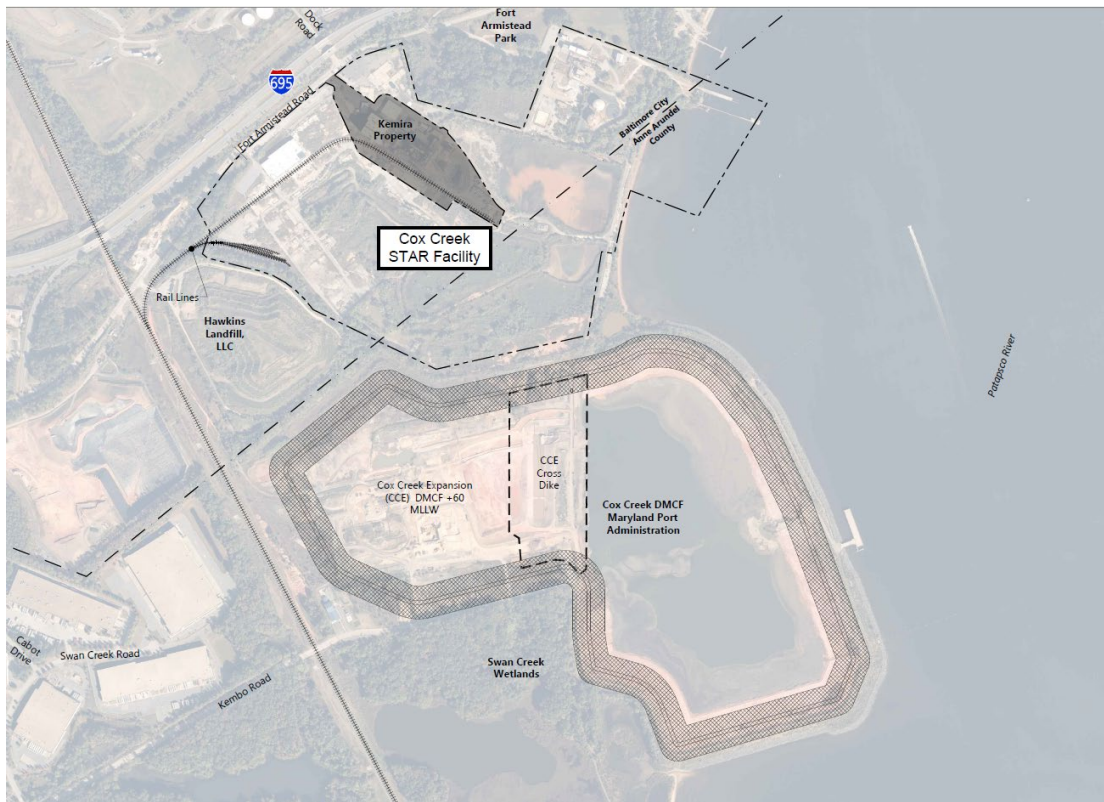 Dock
Road
Fort
Armistead
Park
695
Fort Armistead Road
Kemira
Property
Baltimore City
Anne Arundel
County
Cox Creek
STAR Facility
Rail Lines
Hawkins
Landfill,
LLC
Patapsco River
CCE
Cross
Dike
Cox Creek Expansion
(CCE) DMCF +60
MLLW
Cox Creek DMCF
Maryland Port
Administration
Cabot
Drive
Swan Creek Road
Kembo Road
Swan Creek
Wetlands